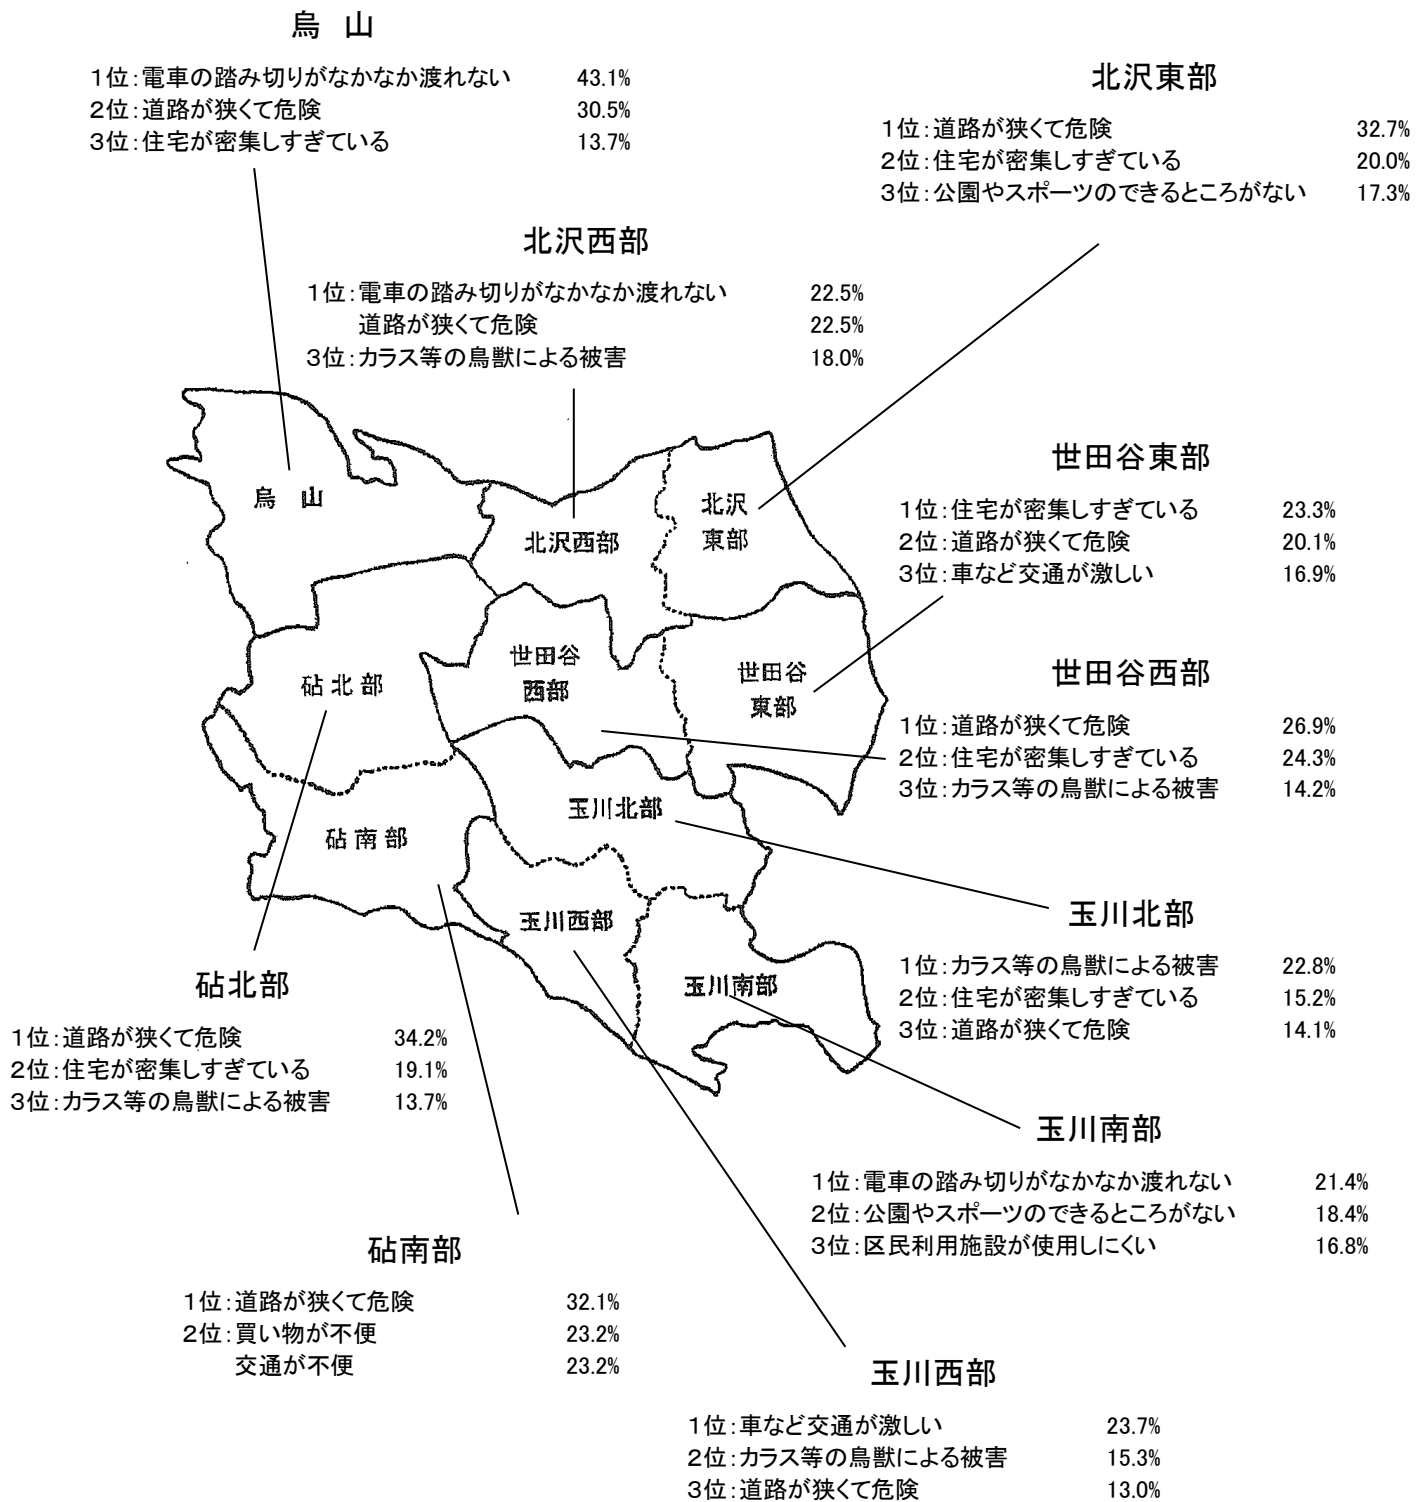 烏　山
1位：電車の踏み切りがなかなか渡れない　43.1%
2位：道路が狭くて危険　30.5%
3位：住宅が密集しすぎている　13.7%
北沢東部
1位：道路が狭くて危険　32.7%
2位：住宅が密集しすぎている　20.0%
3位：公園やスポーツのできるところがない　17.3%
北沢西部
1位：電車の踏み切りがなかなか渡れない　22.5%
道路が狭くて危険　22.5%
3位：カラス等の鳥獣による被害　18.0%
世田谷東部
1位：住宅が密集しすぎている　23.3%
2位：道路が狭くて危険　20.1%
3位：車など交通が激しい　16.9%
世田谷西部
1位：道路が狭くて危険　26.9%
2位：住宅が密集しすぎている　24.3%
3位：カラス等の鳥獣による被害　14.2%
烏　山
北沢西部
北沢
東部
世田谷
西部
世田谷
東部
砧北部
砧南部
玉川北部
玉川西部
玉川南部
玉川北部
1位：カラス等の鳥獣による被害　22.8%
2位：住宅が密集しすぎている　15.2%
3位：道路が狭くて危険　14.1%
砧北部
1位：道路が狭くて危険　34.2%
2位：住宅が密集しすぎている　19.1%
3位：カラス等の鳥獣による被害　13.7%
玉川南部
1位：電車の踏み切りがなかなか渡れない　21.4%
2位：公園やスポーツのできるところがない　18.4%
3位：区民利用施設が使用しにくい　16.8%
砧南部
1位：道路が狭くて危険　32.1%
2位：買い物が不便　23.2%
交通が不便　23.2%
玉川西部
1位：車など交通が激しい　23.7%
2位：カラス等の鳥獣による被害　15.3%
3位：道路が狭くて危険　13.0%